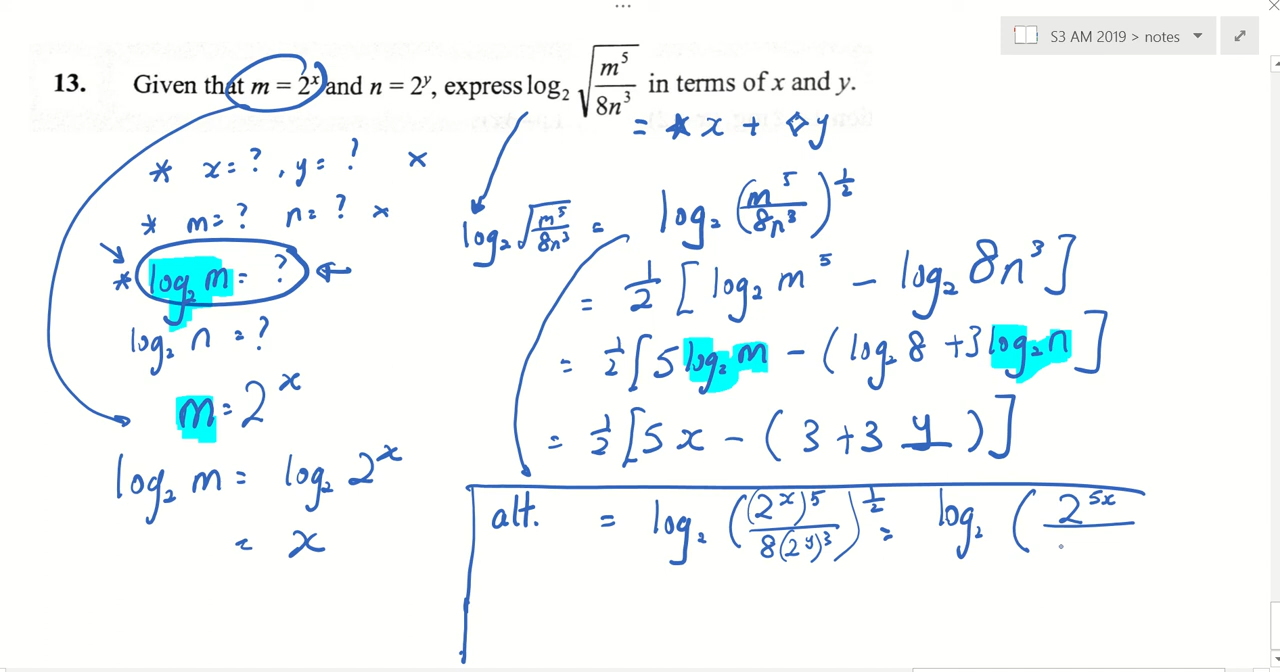 S3 AM 2019 > notes
13. Given that m = 2^x and n = 2^y, express log₂ √(m⁵/8n³) in terms of x and y.
= * x + ◇ y
* x = ? , y = ? ×
* m = ? n = ? ×
* log₂ m = ?
log₂ n = ?
m = 2^x
log₂ m = log₂ 2^x
= x
log₂ √(m⁵/8n³) = log₂ (m⁵/8n³)^½
= ½ [ log₂ m⁵ − log₂ 8n³ ]
= ½ [ 5 log₂ m − ( log₂ 8 + 3 log₂ n ) ]
= ½ [ 5x − ( 3 + 3 y ) ]
alt. = log₂ ( (2^x)⁵ / 8(2^y)³ )^½ = log₂ ( 2^5x